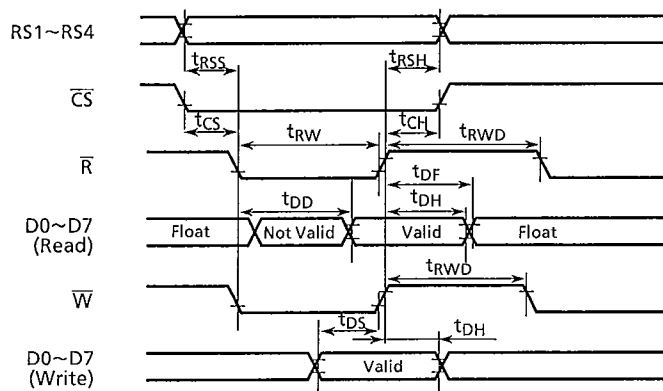 RS1~RS4
tRSS
tRSH
CS
tCS
tRW
tCH
tRWD
R
tDF
tDD
tDH
D0~D7
(Read)
Float
Not Valid
Valid
Float
tRWD
W
tDS
tDH
D0~D7
(Write)
Valid